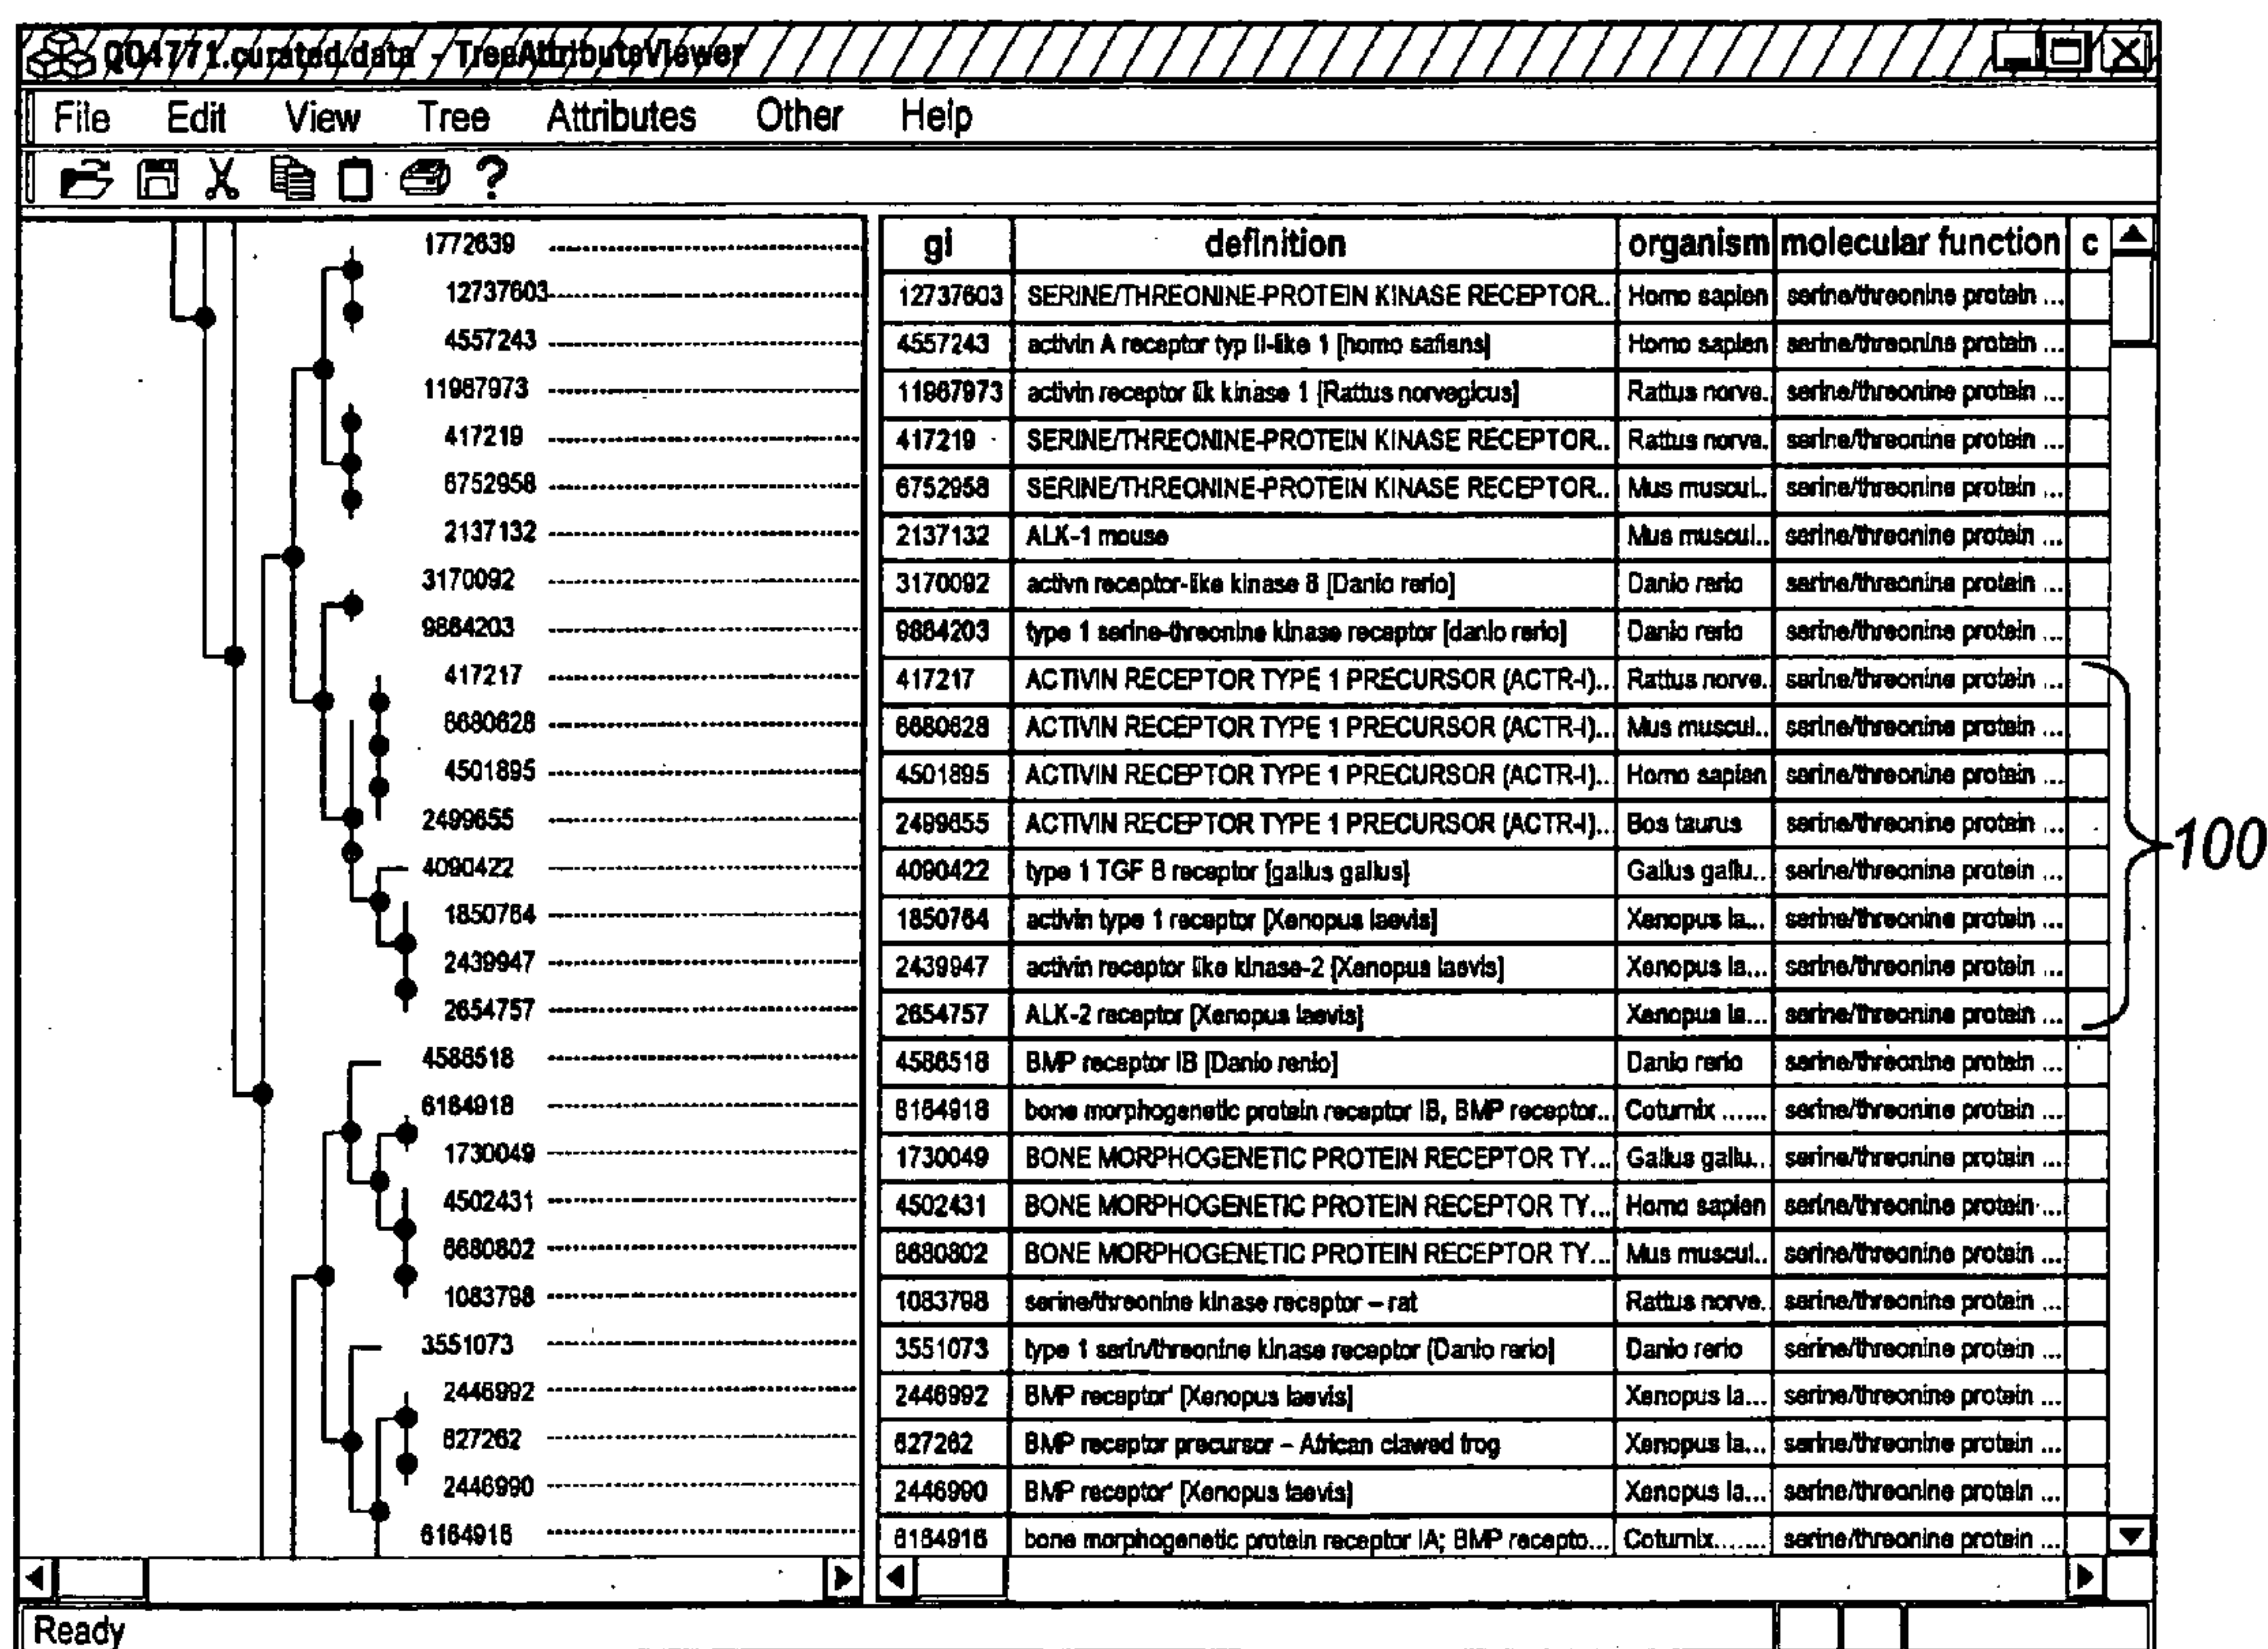 Q04771.curated.data - TreeAttributeViewer
File Edit View Tree Attributes Other Help
?
1772639
12737603
4557243
11967973
417219
6752958
2137132
3170092
9864203
417217
6680628
4501895
2499655
4090422
1850764
2439947
2654757
4586518
6164918
1730049
4502431
6680802
1083798
3551073
2446992
627262
2446990
6164916
gi definition organism molecular function c
12737603 SERINE/THREONINE-PROTEIN KINASE RECEPTOR.. Homo sapien serine/threonine protein ...
4557243 activin A receptor typ II-like 1 [homo safians] Homo sapien serine/threonine protein ...
11967973 activin receptor lik kinase 1 [Rattus norvegicus] Rattus norve. serine/threonine protein ...
417219 SERINE/THREONINE-PROTEIN KINASE RECEPTOR.. Rattus norve. serine/threonine protein ...
6752958 SERINE/THREONINE-PROTEIN KINASE RECEPTOR.. Mus muscul.. serine/threonine protein ...
2137132 ALK-1 mouse Mus muscul.. serine/threonine protein ...
3170092 activn receptor-like kinase 8 [Danio rerio] Danio rerio serine/threonine protein ...
9864203 type 1 serine-threonine kinase receptor [danio rerio] Danio rerio serine/threonine protein ...
417217 ACTIVIN RECEPTOR TYPE 1 PRECURSOR (ACTR-I)... Rattus norve. serine/threonine protein ...
6680628 ACTIVIN RECEPTOR TYPE 1 PRECURSOR (ACTR-I)... Mus muscul.. serine/threonine protein ...
4501895 ACTIVIN RECEPTOR TYPE 1 PRECURSOR (ACTR-I)... Homo sapien serine/threonine protein ...
2499655 ACTIVIN RECEPTOR TYPE 1 PRECURSOR (ACTR-I)... Bos taurus serine/threonine protein ...
4090422 type 1 TGF B receptor [gallus gallus] Gallus gallu.. serine/threonine protein ...
1850764 activin type 1 receptor [Xenopus laevis] Xenopus la... serine/threonine protein ...
2439947 activin receptor like kinase-2 [Xenopus laevis] Xenopus la... serine/threonine protein ...
2654757 ALK-2 receptor [Xenopus laevis] Xenopus la... serine/threonine protein ...
4586518 BMP receptor IB [Danio renio] Danio rerio serine/threonine protein ...
6164918 bone morphogenetic protein receptor IB, BMP receptor... Coturnix ...... serine/threonine protein ...
1730049 BONE MORPHOGENETIC PROTEIN RECEPTOR TY... Gallus gallu.. serine/threonine protein ...
4502431 BONE MORPHOGENETIC PROTEIN RECEPTOR TY... Homo sapien serine/threonine protein ...
6680802 BONE MORPHOGENETIC PROTEIN RECEPTOR TY... Mus muscul.. serine/threonine protein ...
1083798 serine/threonine kinase receptor – rat Rattus norve. serine/threonine protein ...
3551073 type 1 serin/threonine kinase receptor [Danio rerio] Danio rerio serine/threonine protein ...
2446992 BMP receptor' [Xenopus laevis] Xenopus la... serine/threonine protein ...
627262 BMP receptor precursor – African clawed frog Xenopus la... serine/threonine protein ...
2446990 BMP receptor' [Xenopus laevis] Xenopus la... serine/threonine protein ...
6164916 bone morphogenetic protein receptor IA; BMP recepto... Coturnix....... serine/threonine protein ...
100
Ready